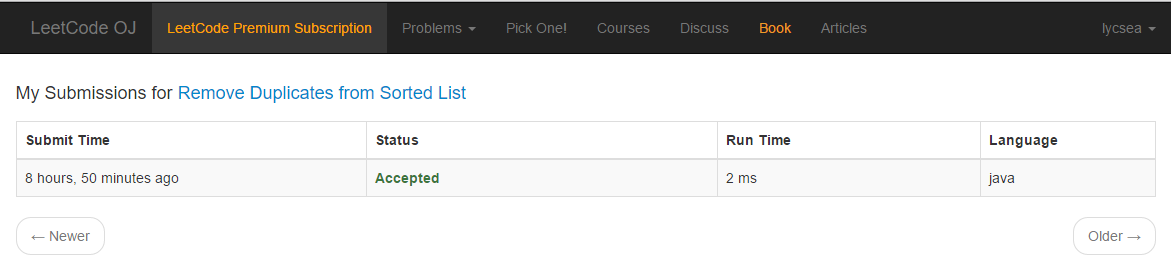 LeetCode OJ LeetCode Premium Subscription Problems Pick One! Courses Discuss Book Articles lycsea
My Submissions for Remove Duplicates from Sorted List
Submit Time Status Run Time Language
8 hours, 50 minutes ago Accepted 2 ms java
← Newer Older →